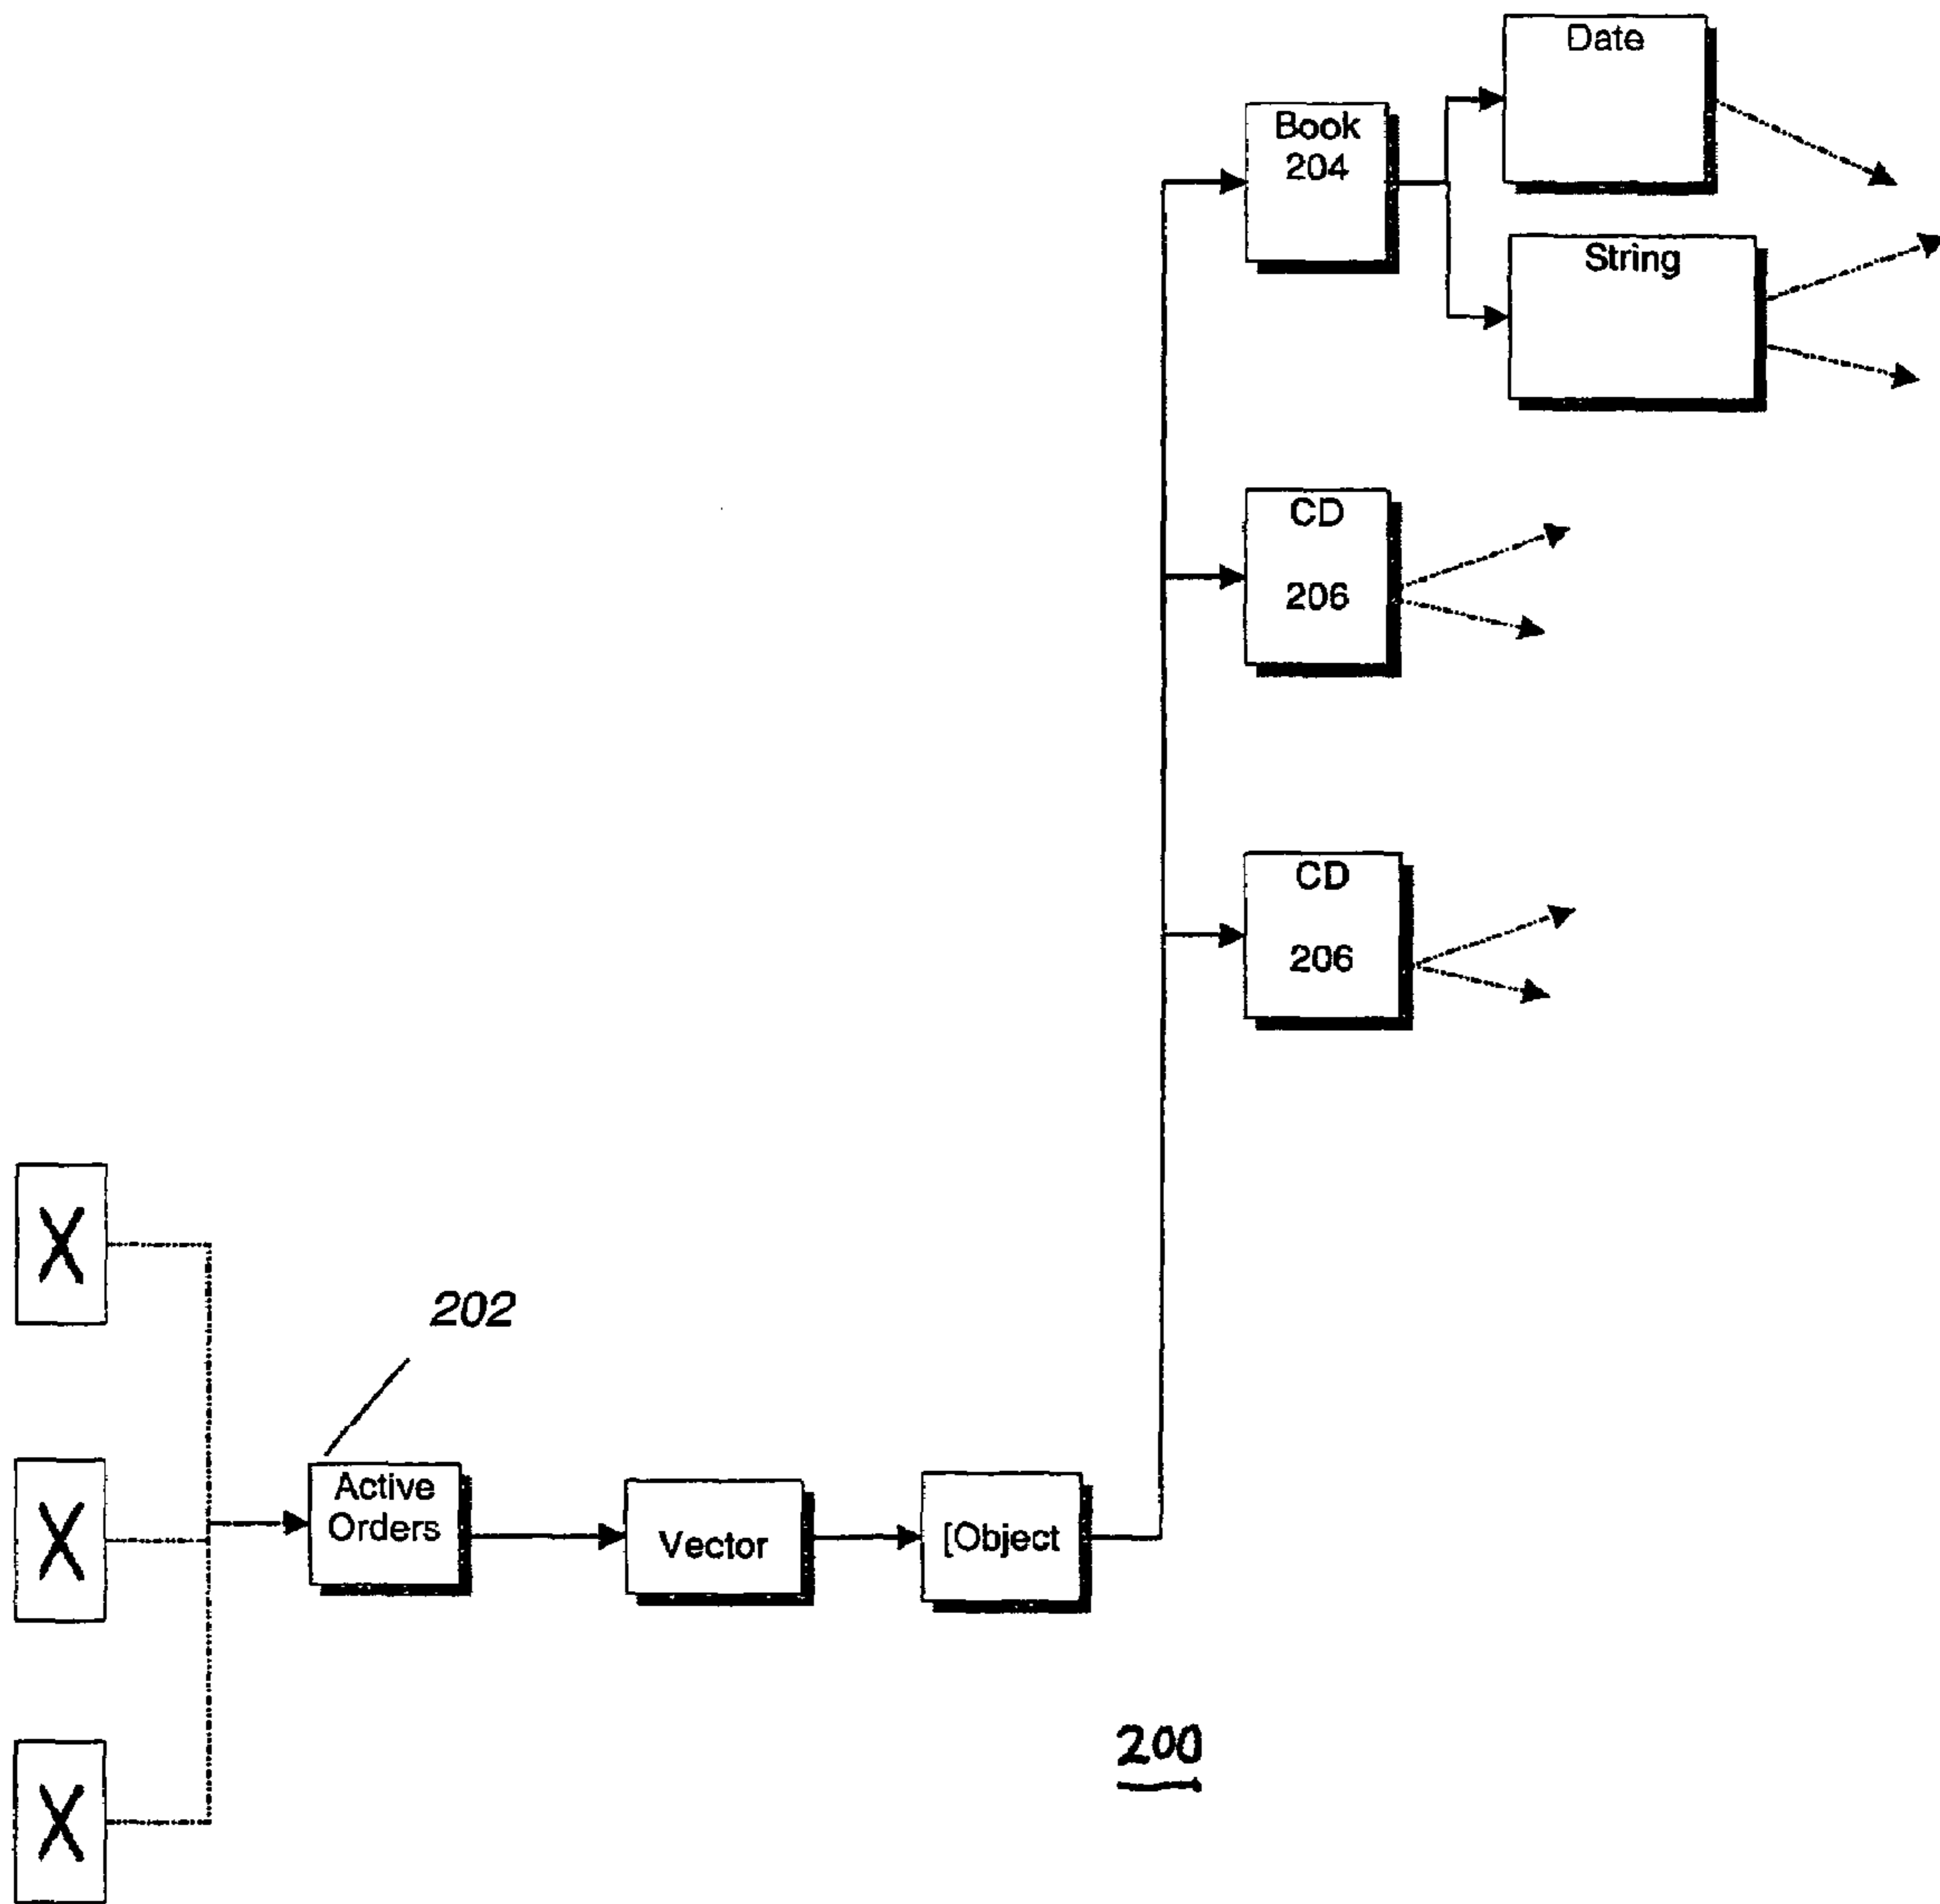 Date
Book
204
String
CD
206
CD
206
X
202
X
Active
Orders
Vector
[Object
200
X